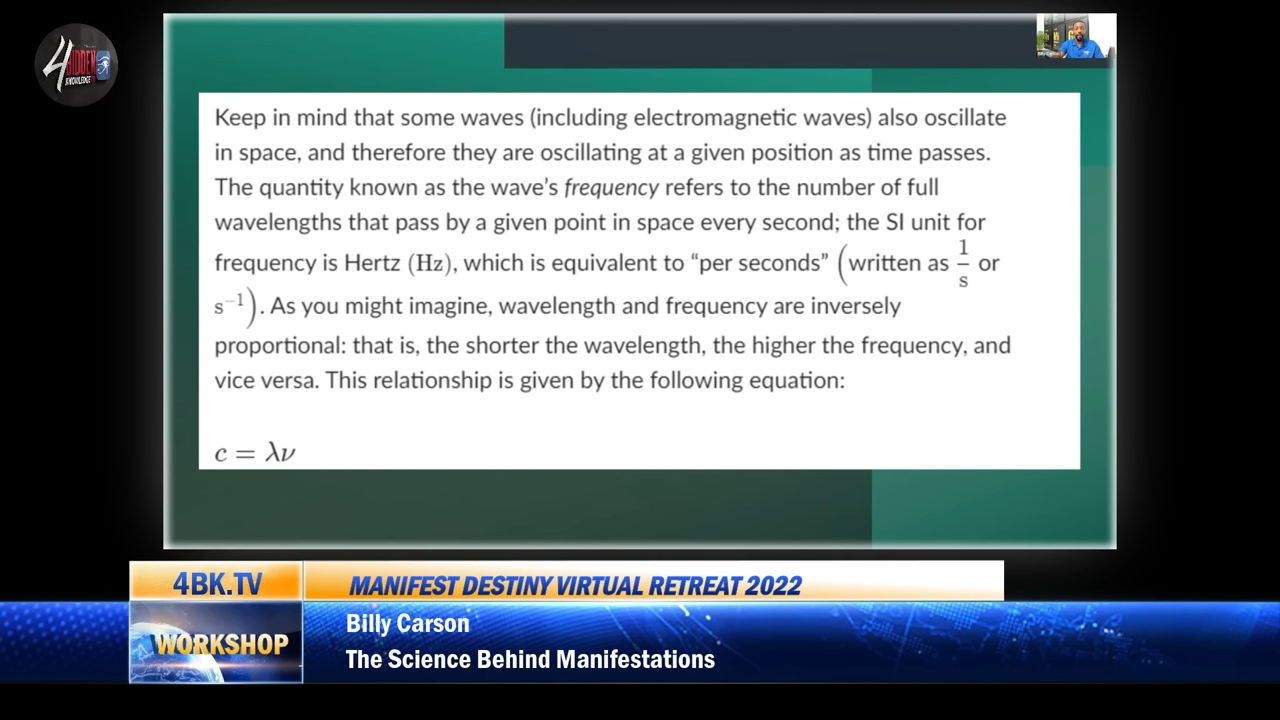 4
HIDDEN
KNOWLEDGE
Keep in mind that some waves (including electromagnetic waves) also oscillate
in space, and therefore they are oscillating at a given position as time passes.
The quantity known as the wave's frequency refers to the number of full
wavelengths that pass by a given point in space every second; the SI unit for
frequency is Hertz (Hz), which is equivalent to “per seconds” (written as 1/s or
s⁻¹). As you might imagine, wavelength and frequency are inversely
proportional: that is, the shorter the wavelength, the higher the frequency, and
vice versa. This relationship is given by the following equation:
c = λν
4BK.TV
MANIFEST DESTINY VIRTUAL RETREAT 2022
WORKSHOP
Billy Carson
The Science Behind Manifestations